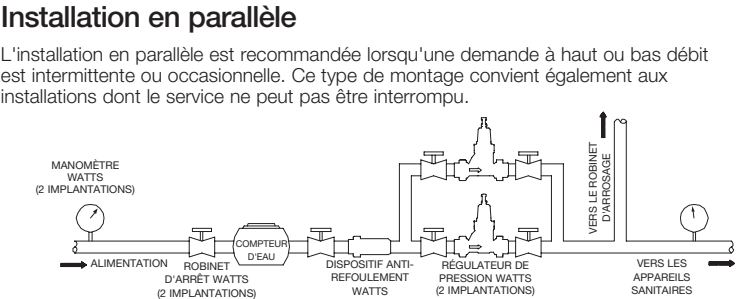 Installation en parallèle
L'installation en parallèle est recommandée lorsqu'une demande à haut ou bas débit
est intermittente ou occasionnelle. Ce type de montage convient également aux
installations dont le service ne peut pas être interrompu.
MANOMÈTRE
WATTS
(2 IMPLANTATIONS)
VERS LE ROBINET
D'ARROSAGE
COMPTEUR
D'EAU
ALIMENTATION
ROBINET
D'ARRÊT WATTS
(2 IMPLANTATIONS)
DISPOSITIF ANTI-
REFOULEMENT
WATTS
RÉGULATEUR DE
PRESSION WATTS
(2 IMPLANTATIONS)
VERS LES
APPAREILS
SANITAIRES